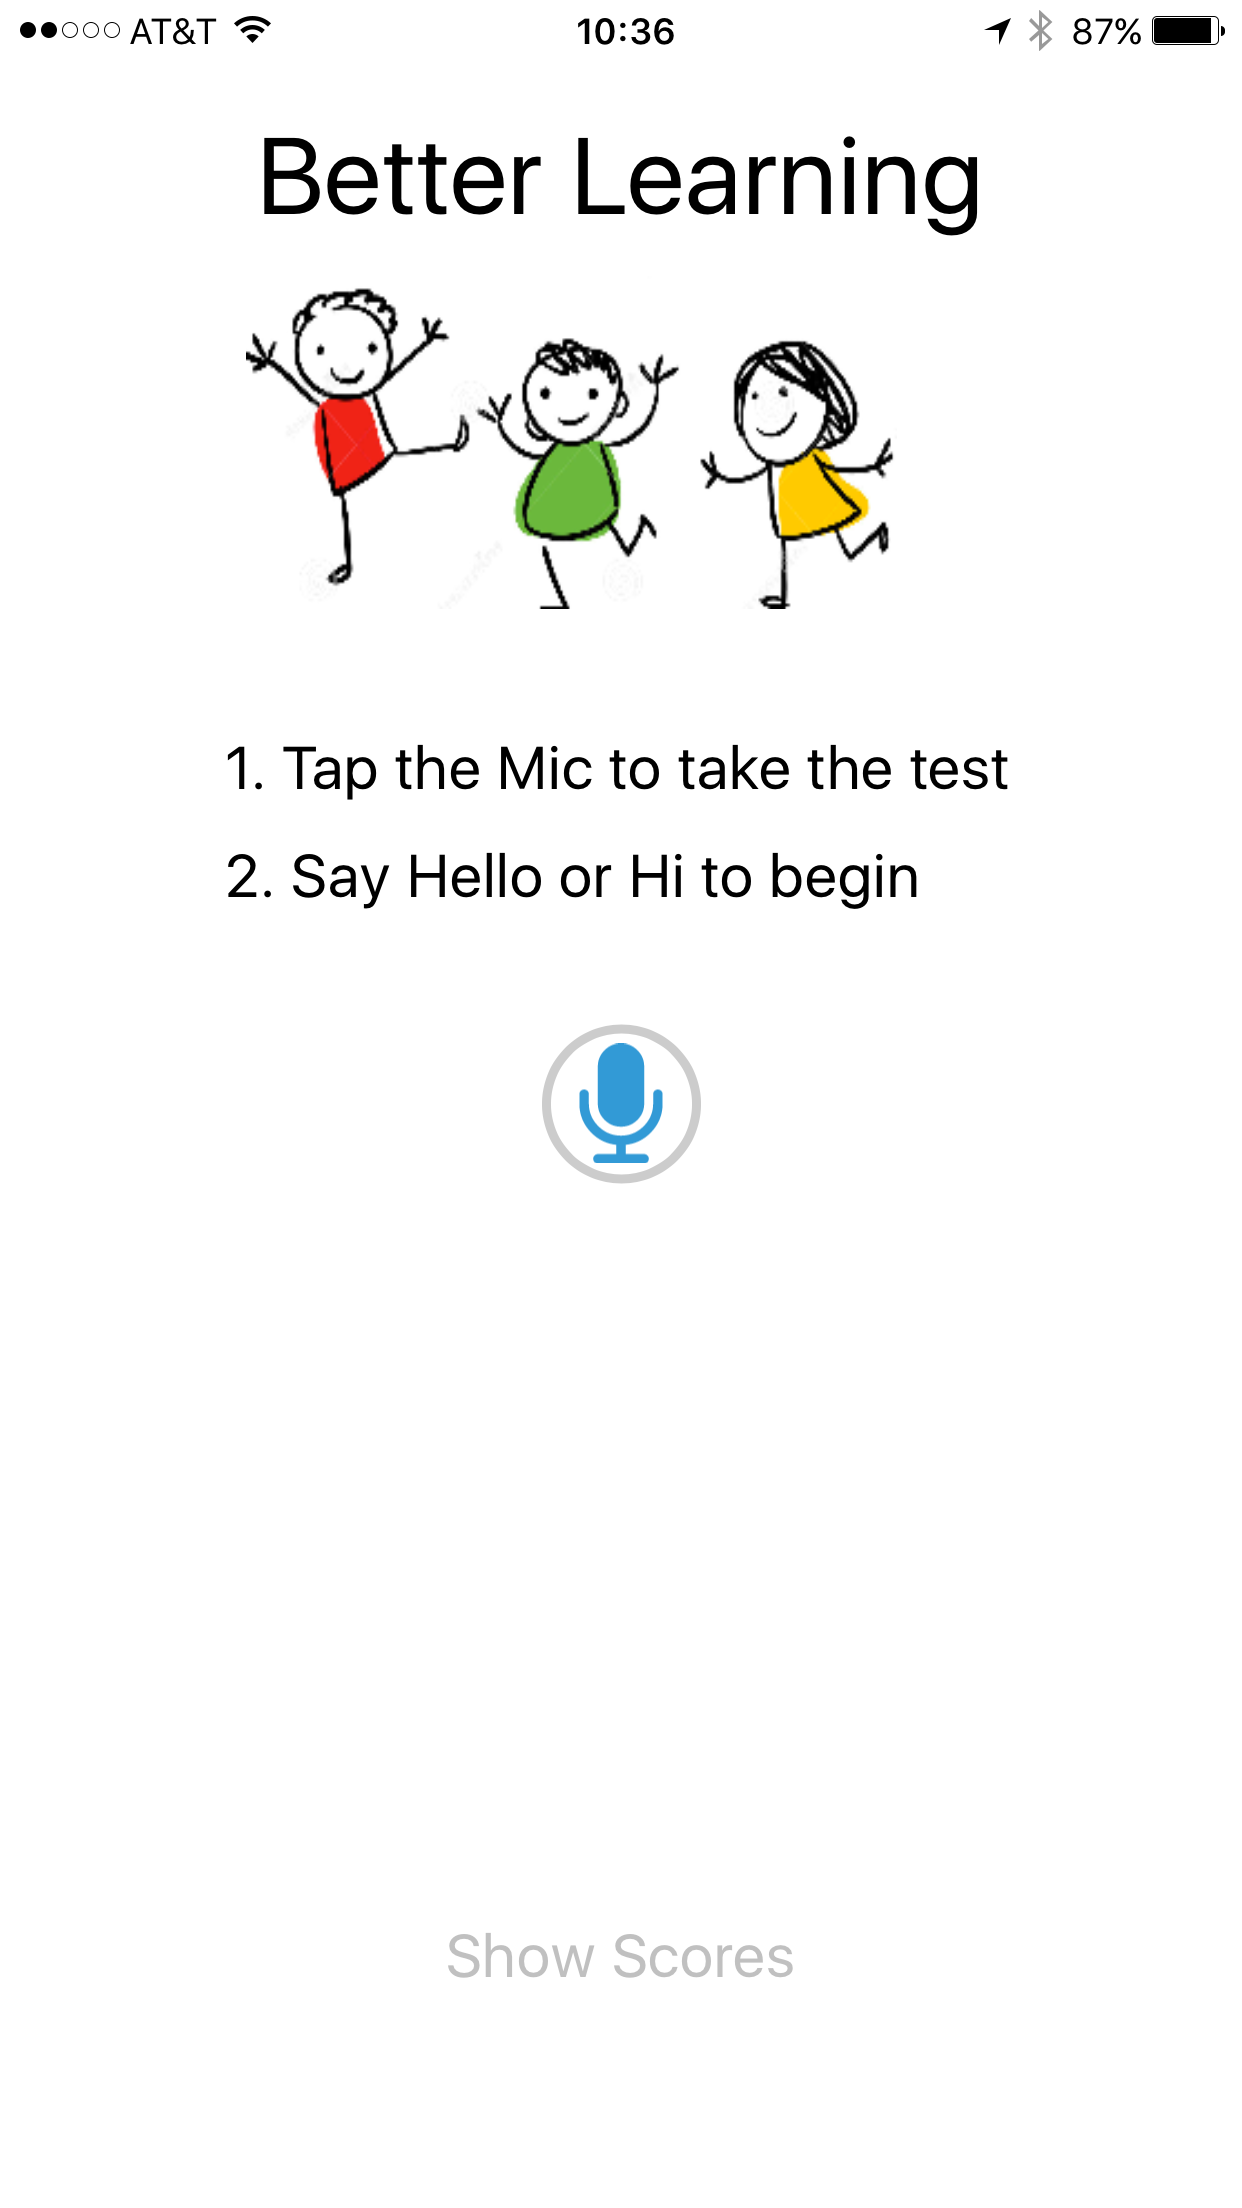 AT&T 10:36 87%
Better Learning
1. Tap the Mic to take the test
2. Say Hello or Hi to begin
Show Scores